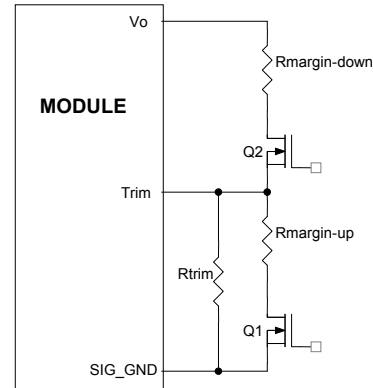 Vo
Rmargin-down
MODULE
Q2
Trim
Rmargin-up
Rtrim
Q1
SIG_GND